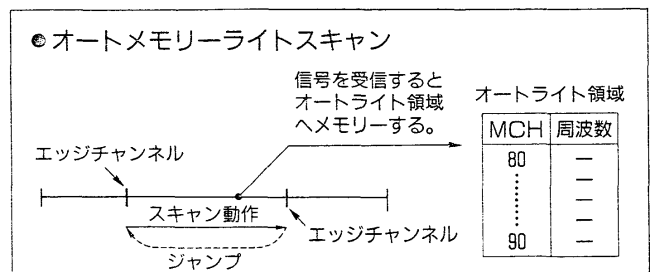 ●オートメモリーライトスキャン
信号を受信すると
オートライト領域
へメモリーする。
オートライト領域
MCH 周波数
80 —
—
—
—
90 —
エッジチャンネル
スキャン動作
エッジチャンネル
ジャンプ